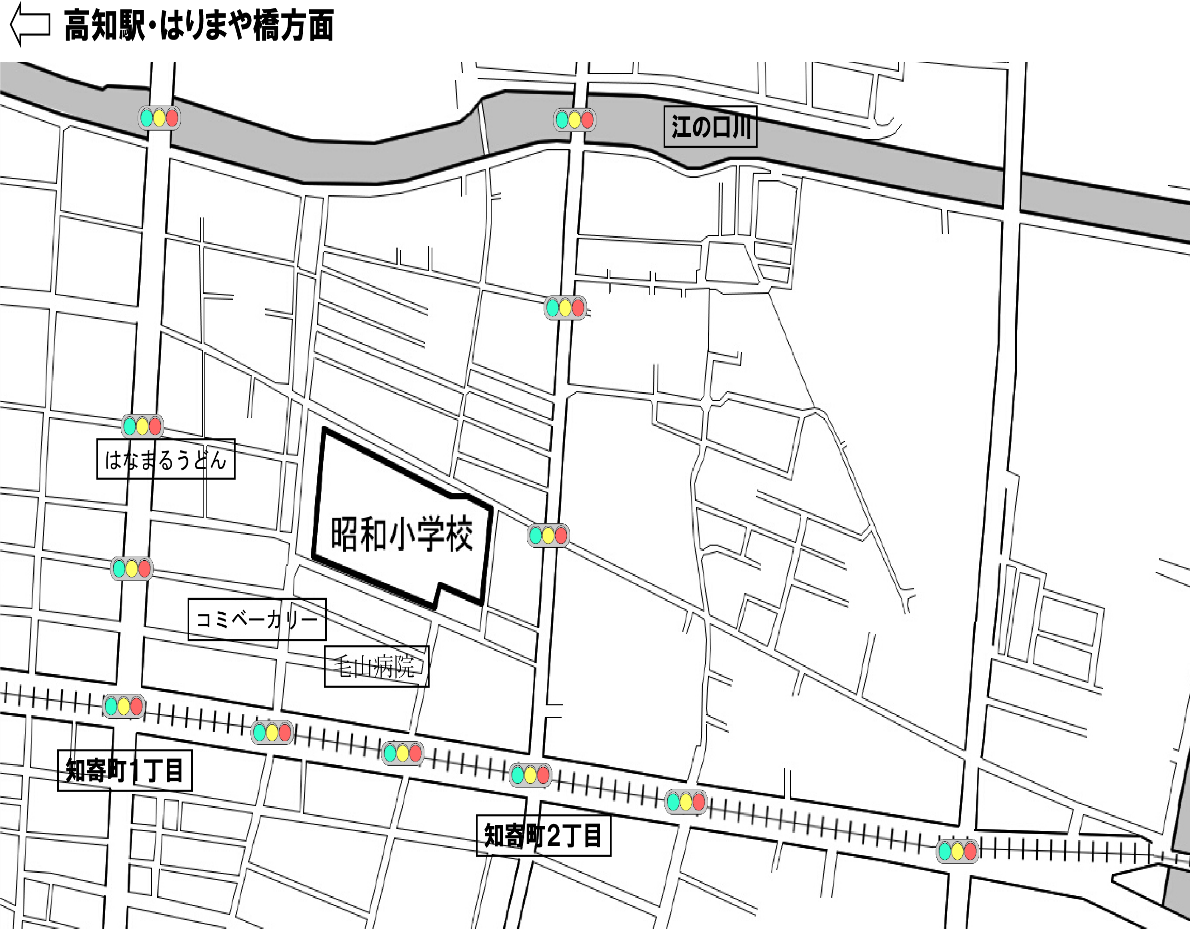 高知駅・はりまや橋方面
江の口川
はなまるうどん
昭和小学校
コミベーカリー
毛山病院
知寄町1丁目
知寄町2丁目